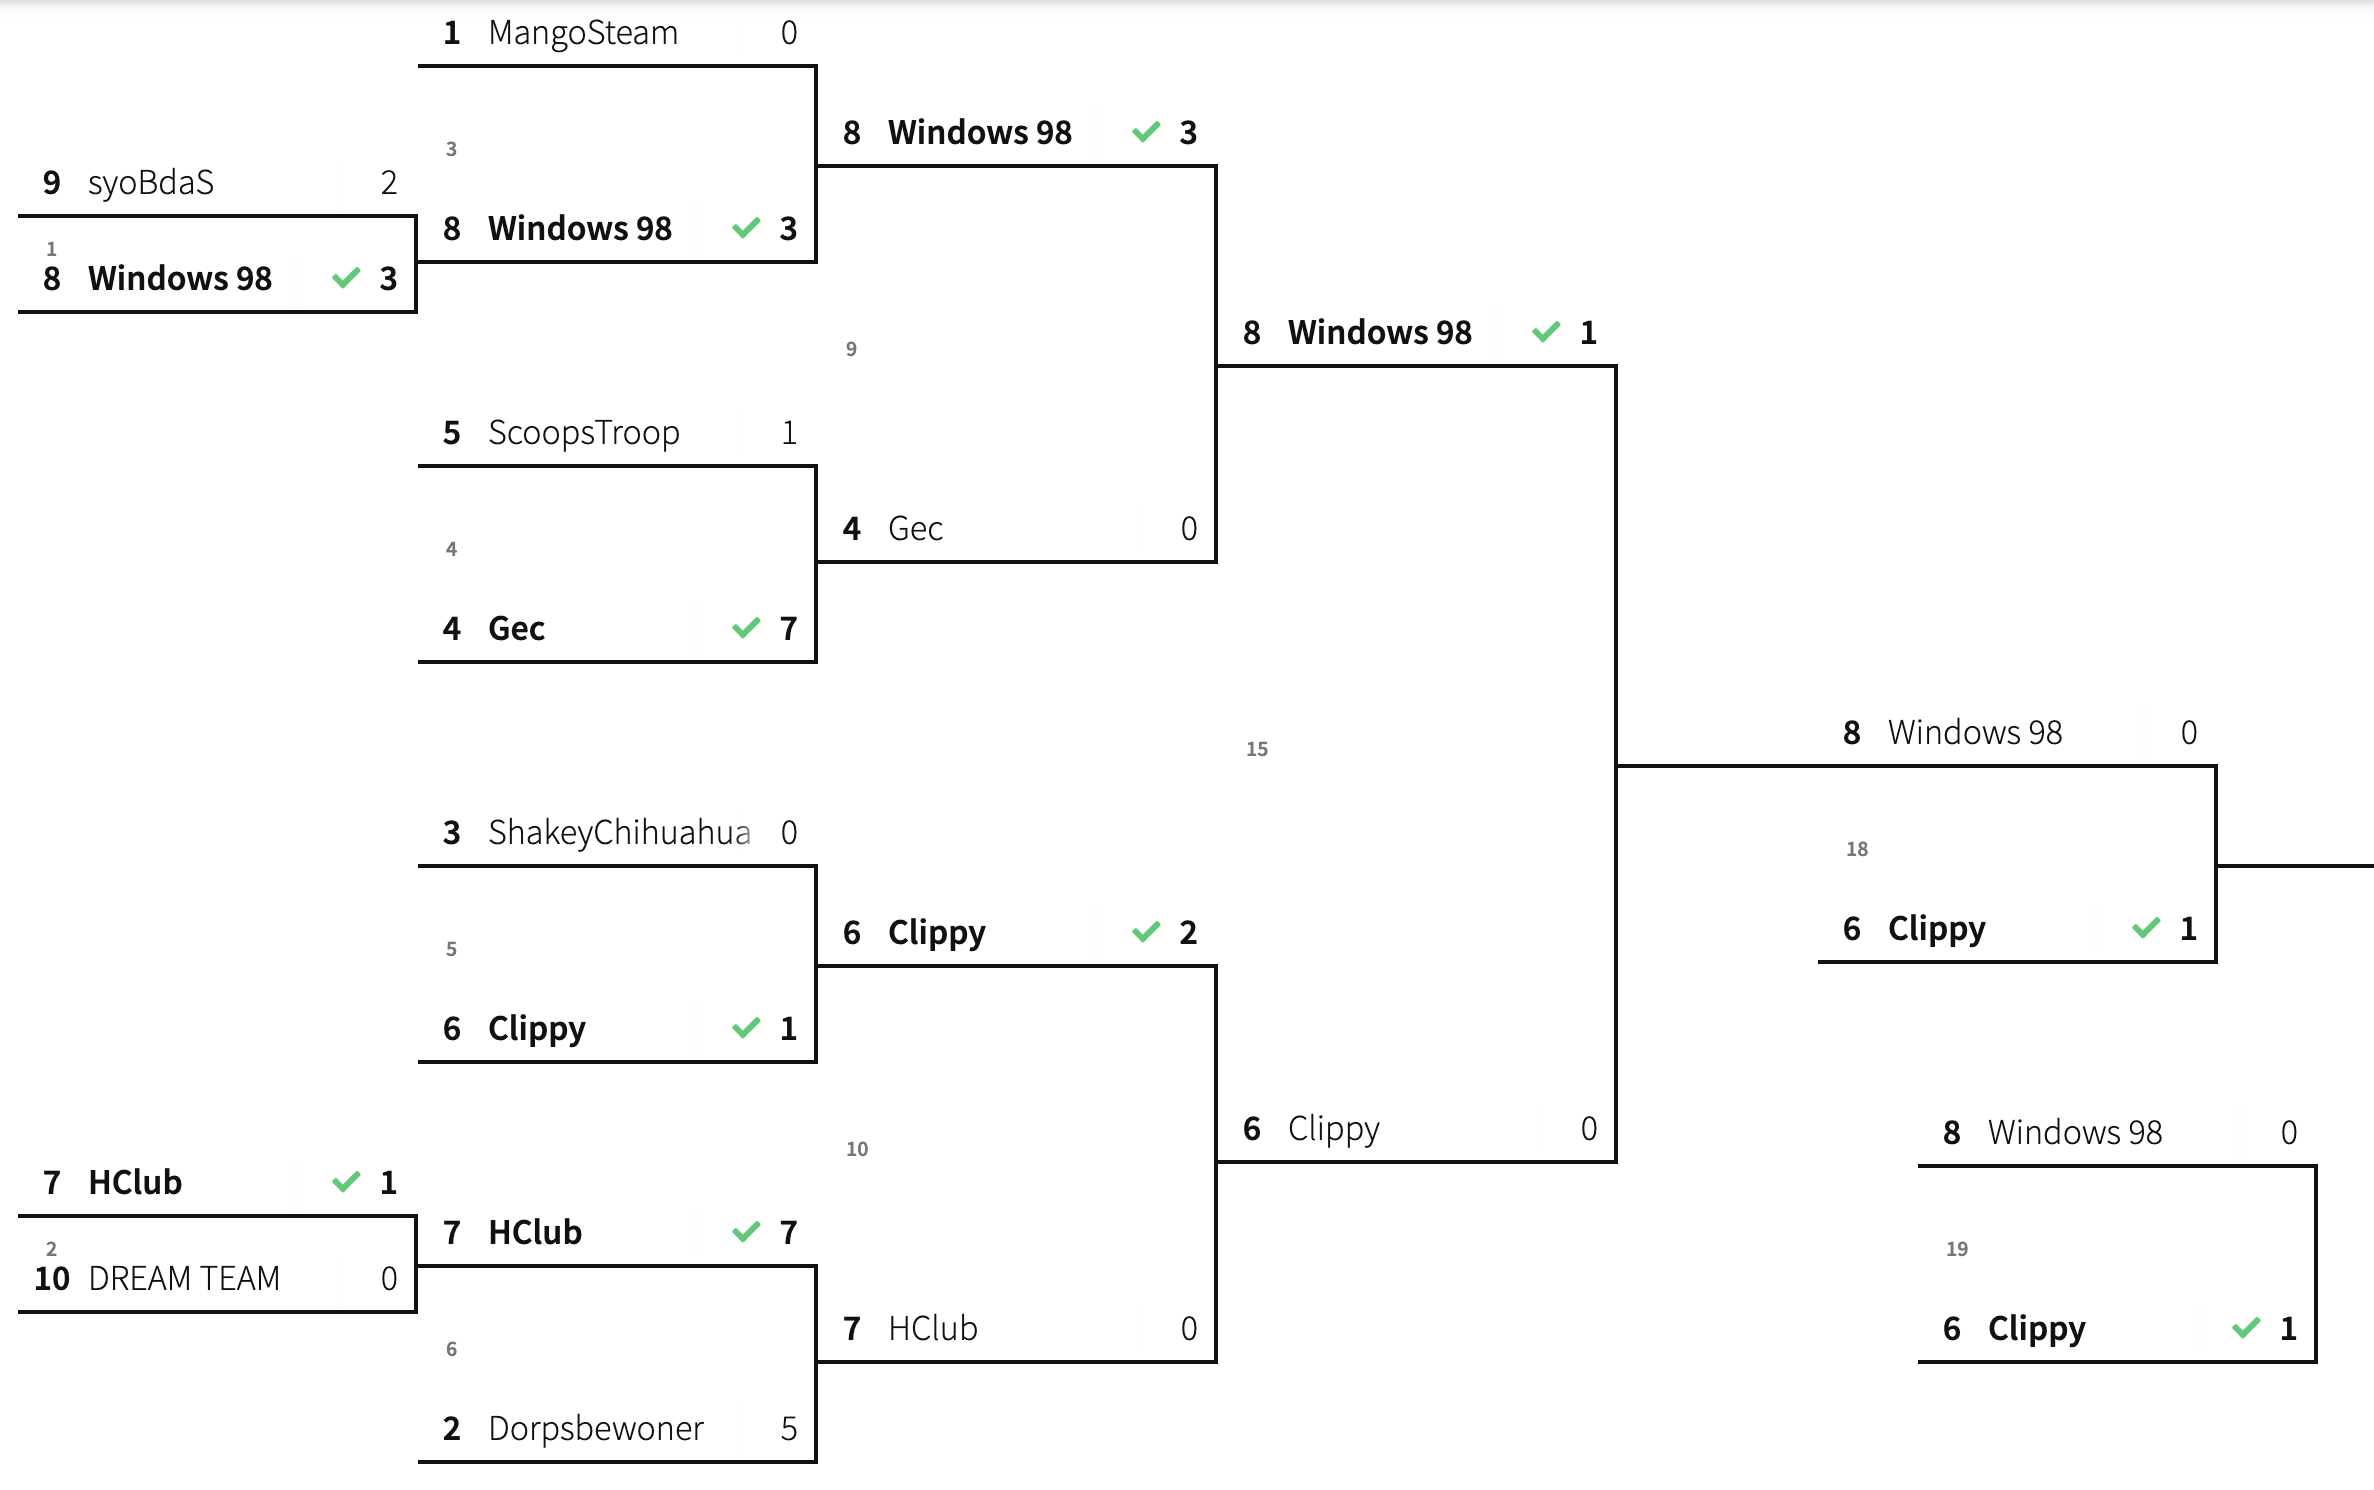 1 MangoSteam 0
3
8 Windows 98 3
9 syoBdaS 2
1
8 Windows 98 3
5 ScoopsTroop 1
4
4 Gec 7
3 ShakeyChihuahua 0
5
6 Clippy 1
7 HClub 1
2
10 DREAM TEAM 0
7 HClub 7
6
2 Dorpsbewoner 5
8 Windows 98 3
9
4 Gec 0
6 Clippy 2
10
7 HClub 0
8 Windows 98 1
15
6 Clippy 0
8 Windows 98 0
18
6 Clippy 1
8 Windows 98 0
19
6 Clippy 1